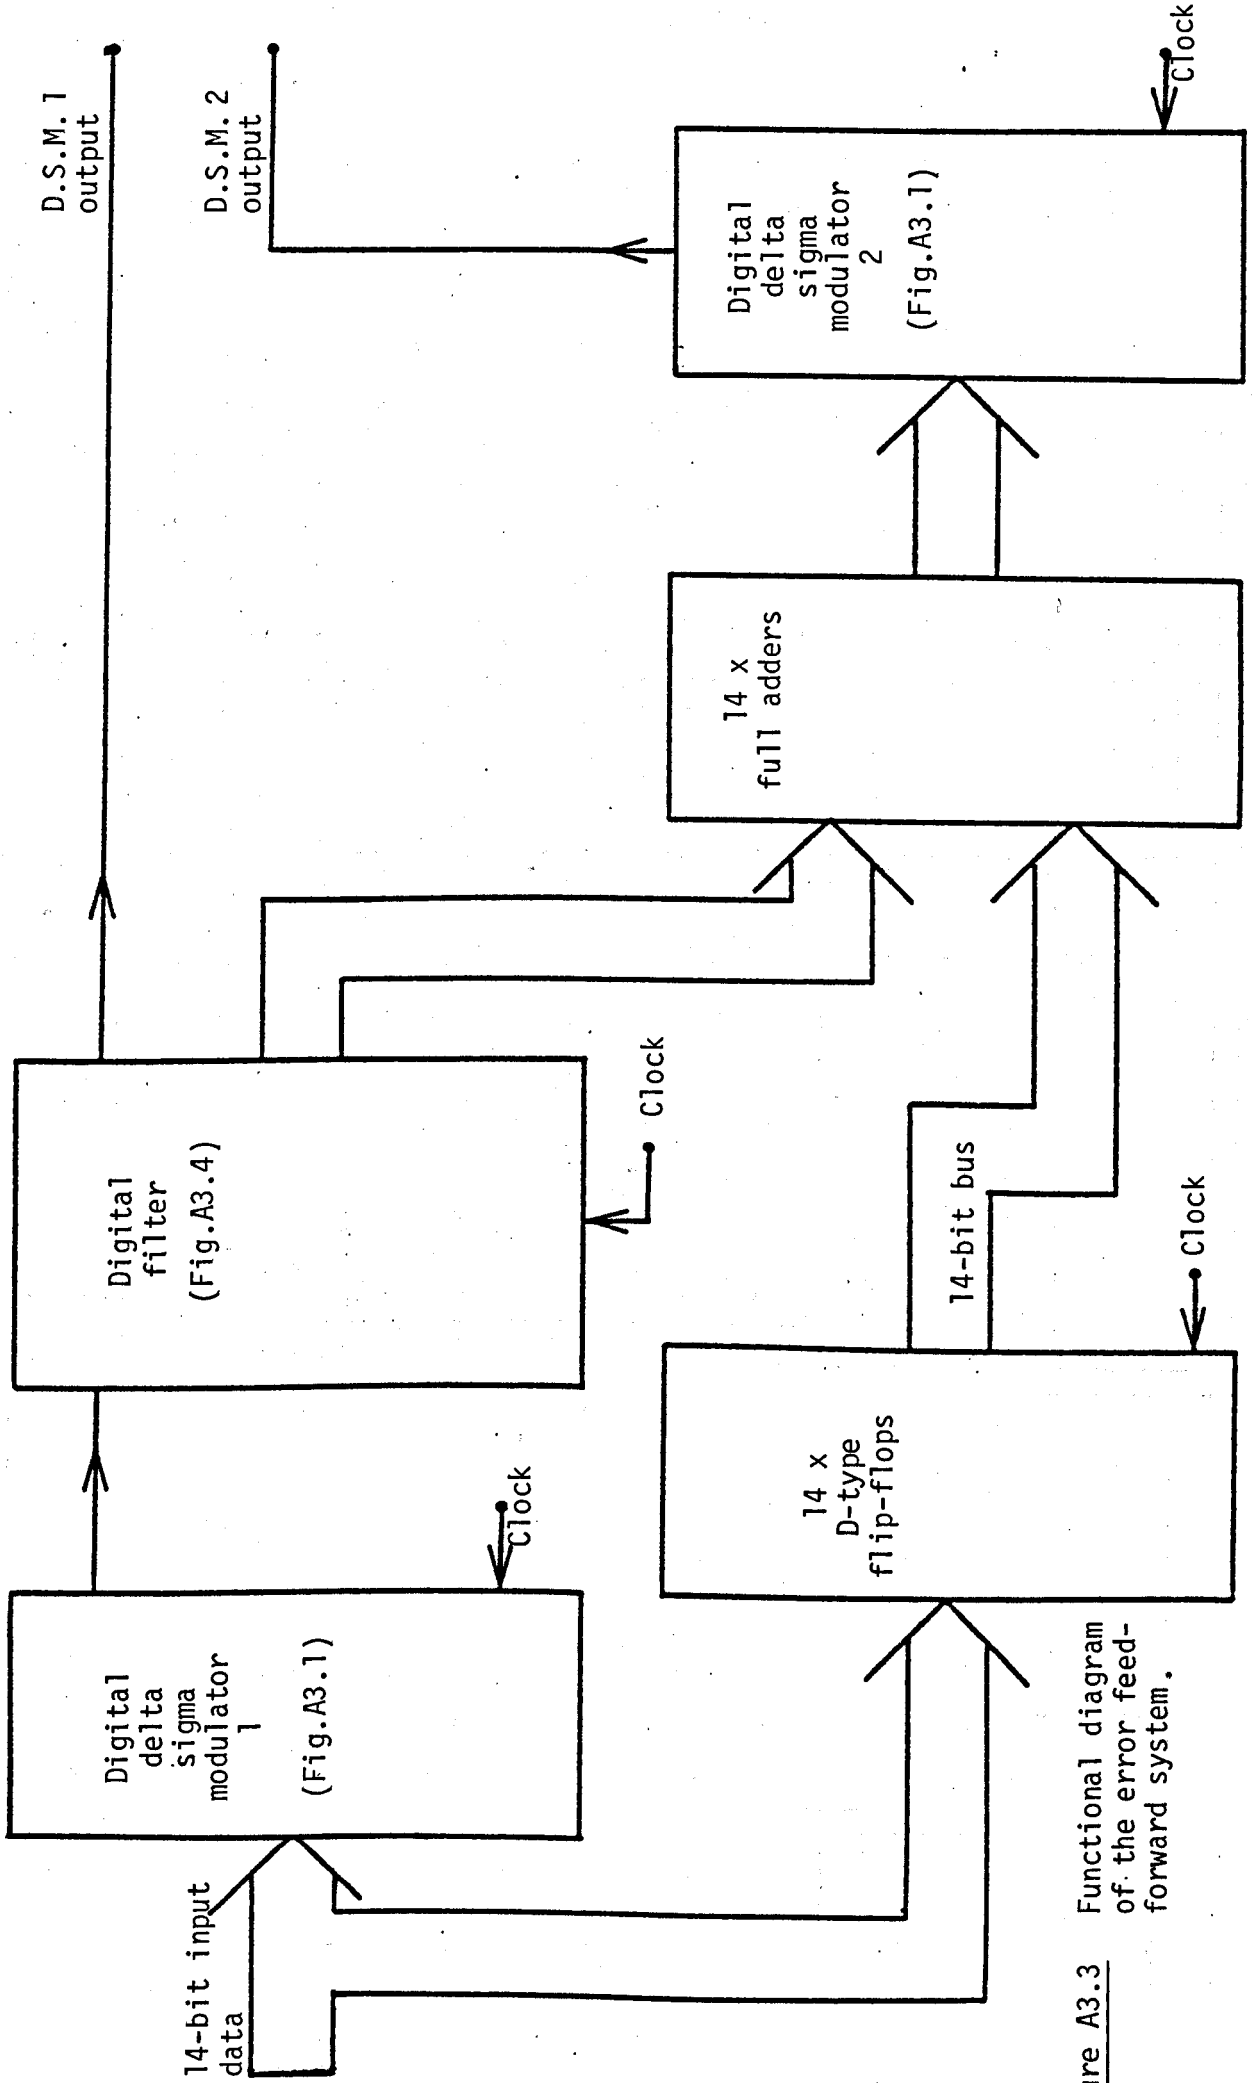 14-bit input
data
Digital
delta
sigma
modulator
1
(Fig.A3.1)
Clock
Digital
filter
(Fig.A3.4)
Clock
D.S.M. 1
output
D.S.M. 2
output
14 x
D-type
flip-flops
Clock
14-bit bus
14 x
full adders
Digital
delta
sigma
modulator
2
(Fig.A3.1)
Clock
A3.3
Functional diagram
of the error feed-
forward system.